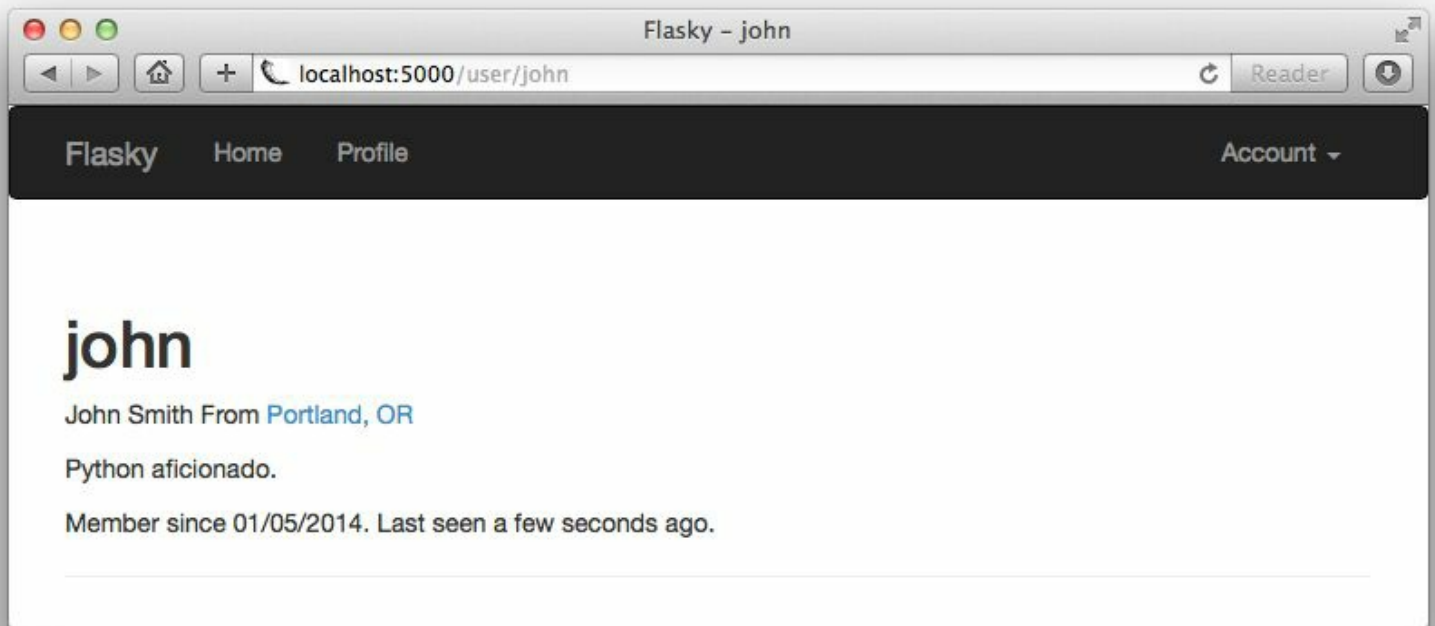 Flasky – john
localhost:5000/user/john
Reader
Flasky Home Profile Account
john
John Smith From Portland, OR
Python aficionado.
Member since 01/05/2014. Last seen a few seconds ago.